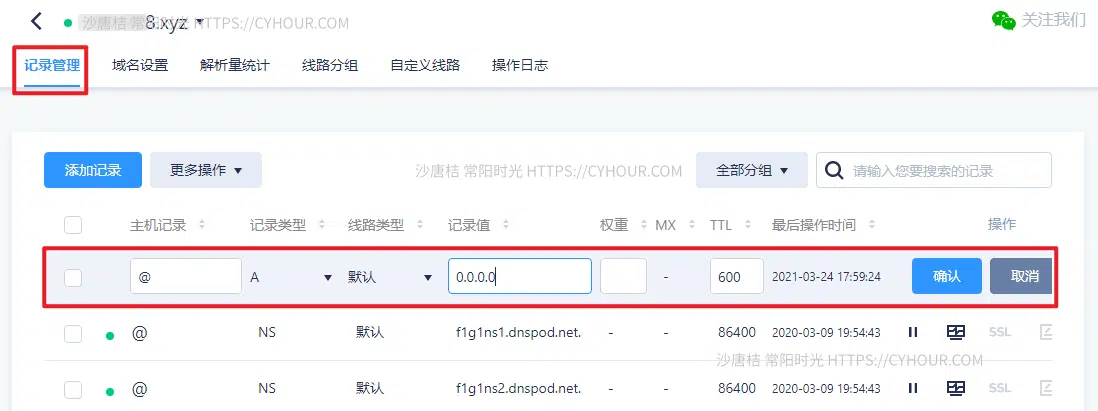 8.xyz 沙唐桔 常阳时光 HTTPS://CYHOUR.COM 关注我们
记录管理 域名设置 解析量统计 线路分组 自定义线路 操作日志
添加记录 更多操作 沙唐桔 常阳时光 HTTPS://CYHOUR.COM 全部分组 请输入您要搜索的记录
主机记录 记录类型 线路类型 记录值 权重 MX TTL 最后操作时间 操作
@ A 默认 0.0.0.0 - 600 2021-03-24 17:59:24 确认 取消
@ NS 默认 f1g1ns1.dnspod.net. - - 86400 2020-03-09 19:54:43 SSL
沙唐桔 常阳时光 HTTPS://CYHOUR.COM
@ NS 默认 f1g1ns2.dnspod.net. - - 86400 2020-03-09 19:54:43 SSL